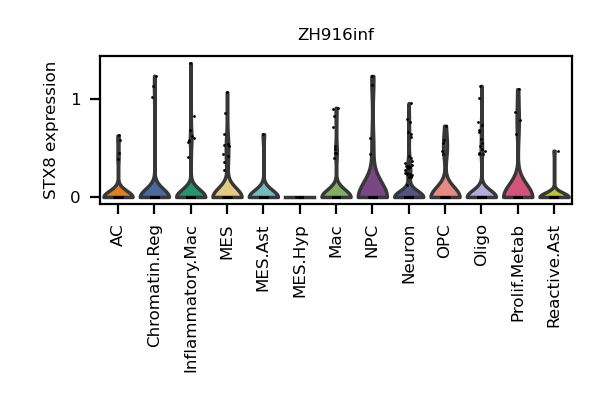 ZH916inf
STX8 expression
1
0
AC
Chromatin.Reg
Inflammatory.Mac
MES
MES.Ast
MES.Hyp
Mac
NPC
Neuron
OPC
Oligo
Prolif.Metab
Reactive.Ast